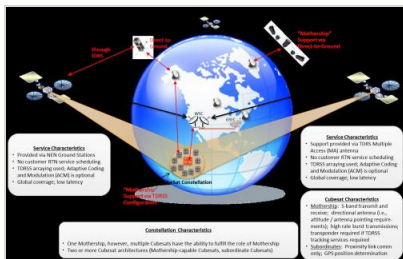 through
TDRS
Direct-to-
Ground
"Mothership"
Support via
Direct-to-Ground
WSC
GSFC
Service Characteristics
• Provided via NEN Ground Stations
• No customer RTN service scheduling
• TDRSS arraying used; Adaptive Coding
and Modulation (ACM) is optional
• Global coverage; low latency
"Mothership"
Constellation
Service Characteristics
• Support provided via TDRS Multiple
Access (MA) antenna
• No customer RTN service scheduling
• TDRSS arraying used; Adaptive Coding
and Modulation (ACM) is optional
• Global coverage; low latency
Cubesat Characteristics
• Mothership: S-band transmit and
receive; directional antenna (i.e.,
attitude / antenna pointing require-
ments); high rate burst transmissions;
transponder required if TDRSS
tracking services required
• Subordinates: Proximity-link comm
only; GPS position determination
Constellation Characteristics
• One Mothership, however, multiple Cubesats have the ability to fulfill the role of Mothership
• Two or more Cubesat architectures (Mothership-capable Cubesats, subordinate Cubesats)